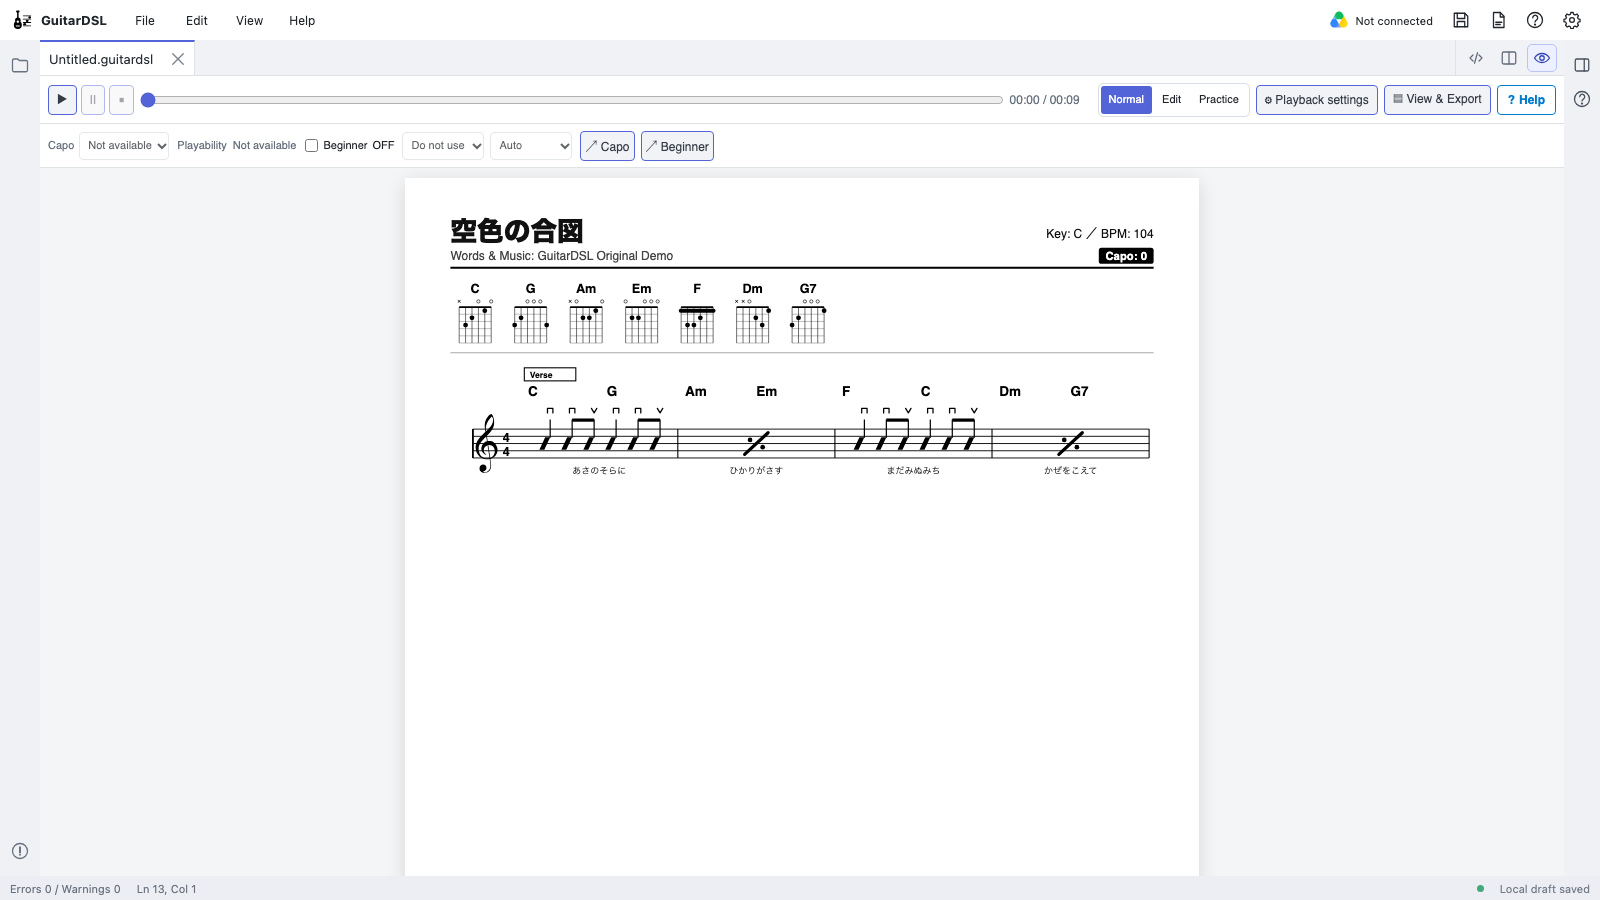 GuitarDSL File Edit View Help Not connected
Untitled.guitardsl
00:00 / 00:09 Normal Edit Practice Playback settings View & Export ? Help
Capo Not available Playability Not available Beginner OFF Do not use Auto Capo Beginner
空色の合図
Key: C ／ BPM: 104
Words & Music: GuitarDSL Original Demo
Capo: 0
C G Am Em F Dm G7
Verse
C G Am Em F C Dm G7
4
4
あさのそらに ひかりがさす まだみぬみち かぜをこえて
Errors 0 / Warnings 0 Ln 13, Col 1 Local draft saved